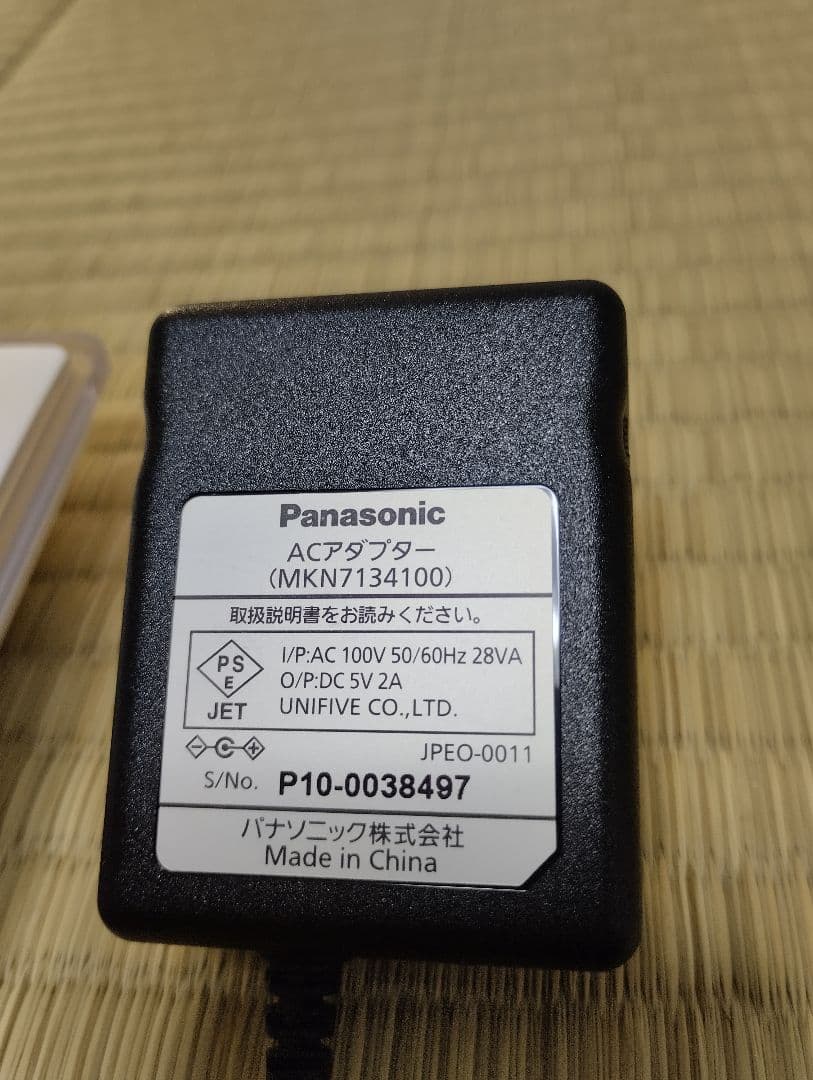 Panasonic
ACアダプター
(MKN7134100)
取扱説明書をお読みください。
PS
E
JET
I/P:AC 100V 50/60Hz 28VA
O/P:DC 5V 2A
UNIFIVE CO.,LTD.
JPEO-0011
S/No. P10-0038497
パナソニック株式会社
Made in China